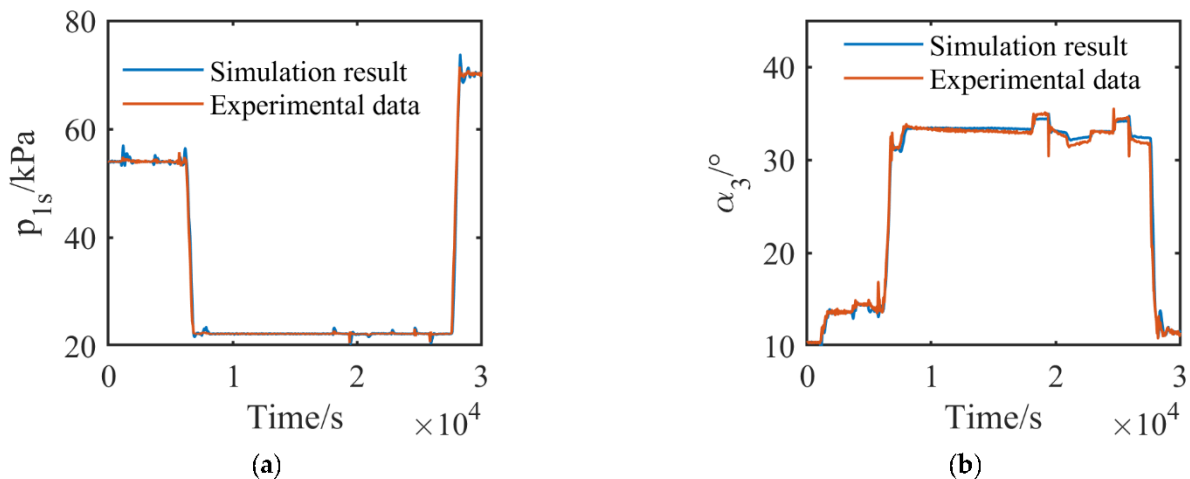 80
60
40
20
p1s/kPa
Simulation result
Experimental data
0 1 2 3
Time/s
×10^4
(a)
40
30
20
10
α3/°
Simulation result
Experimental data
0 1 2 3
Time/s
×10^4
(b)